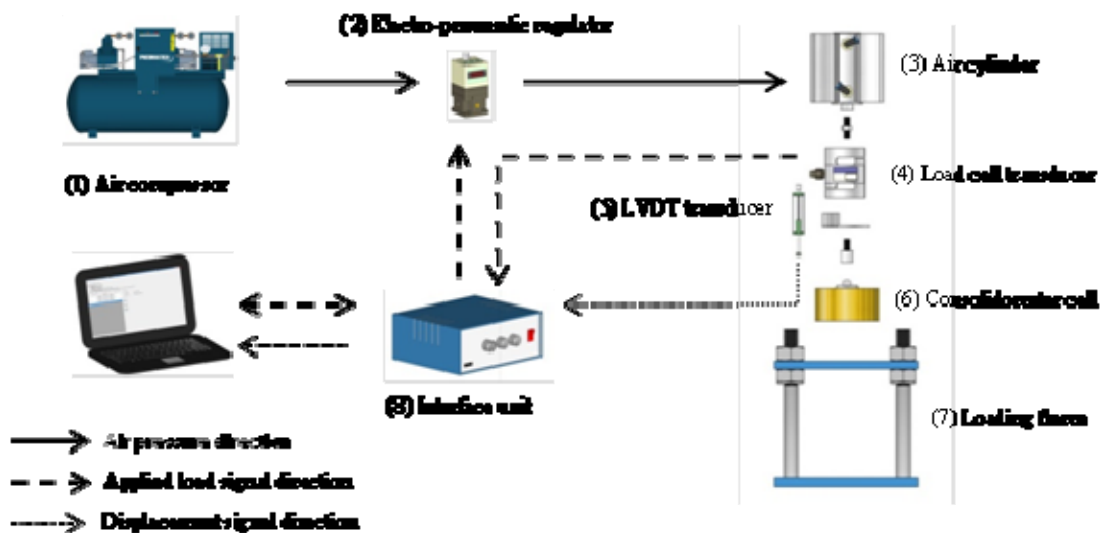 (2) Electro-pneumatic regulator
(3) Air cylinder
(1) Air compressor
(4) Load cell transducer
(5) LVDT transducer
(6) Consolidometer cell
(8) Interface unit
(7) Loading
Air pressure direction
Applied load signal direction
Displacement signal direction